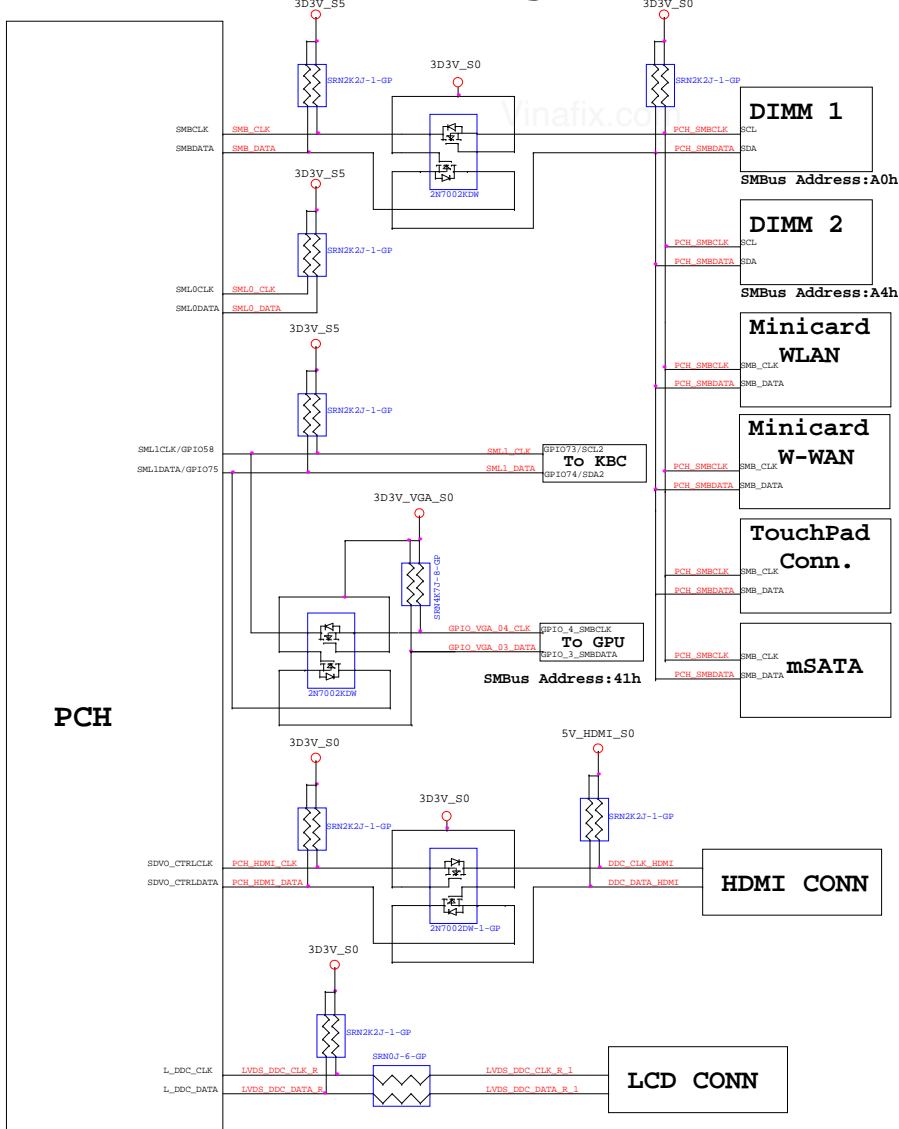 3D3V_S5
3D3V_S0
SRN2K2J-1-GP
3D3V_S0
SRN2K2J-1-GP
Vinafix.com
DIMM 1
SMBCLK
SMB_CLK
PCH_SMBCLK
SCL
SMBDATA
SMB_DATA
PCH_SMBDATA
SDA
2N7002KDW
SMBus Address:A0h
3D3V_S5
SRN2K2J-1-GP
DIMM 2
PCH_SMBCLK
SCL
PCH_SMBDATA
SDA
SMBus Address:A4h
SML0CLK
SML0_CLK
SML0DATA
SML0_DATA
Minicard
WLAN
PCH_SMBCLK
SMB_CLK
PCH_SMBDATA
SMB_DATA
3D3V_S5
SRN2K2J-1-GP
SML1CLK/GPIO58
SML1_CLK
GPIO73/SCL2
To KBC
SML1DATA/GPIO75
SML1_DATA
GPIO74/SDA2
Minicard
W-WAN
PCH_SMBCLK
SMB_CLK
PCH_SMBDATA
SMB_DATA
3D3V_VGA_S0
SRN4K7J-8-GP
TouchPad
Conn.
PCH_SMBCLK
SMB_CLK
PCH_SMBDATA
SMB_DATA
GPIO_VGA_04_CLK
GPIO_4_SMBCLK
To GPU
GPIO_VGA_03_DATA
GPIO_3_SMBDATA
SMBus Address:41h
2N7002KDW
PCH_SMBCLK
SMB_CLK
mSATA
PCH_SMBDATA
SMB_DATA
PCH
3D3V_S0
SRN2K2J-1-GP
3D3V_S0
5V_HDMI_S0
SRN2K2J-1-GP
SDVO_CTRLCLK
PCH_HDMI_CLK
DDC_CLK_HDMI
SDVO_CTRLDATA
PCH_HDMI_DATA
DDC_DATA_HDMI
HDMI CONN
2N7002DW-1-GP
3D3V_S0
SRN2K2J-1-GP
SRN0J-6-GP
L_DDC_CLK
LVDS_DDC_CLK_R
LVDS_DDC_CLK_R_1
L_DDC_DATA
LVDS_DDC_DATA_R
LVDS_DDC_DATA_R_1
LCD CONN